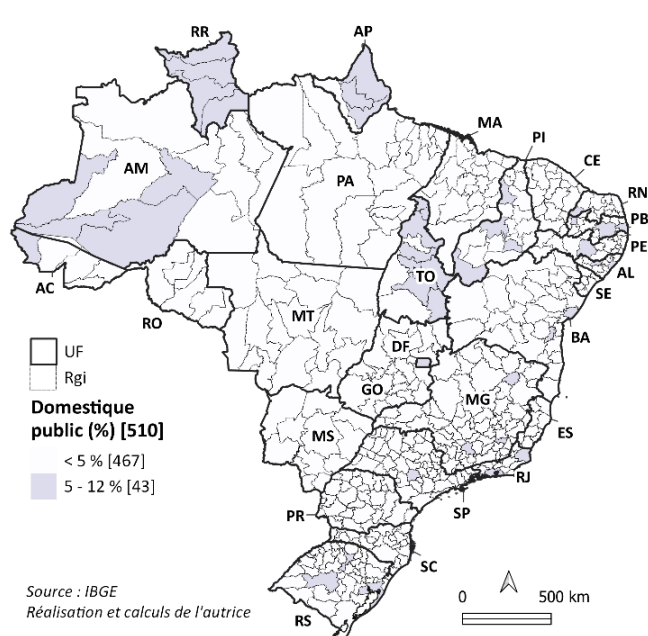 RR
AP
MA
PI
CE
AM
PA
RN
PB
PE
TO
AL
SE
AC
RO
MT
BA
DF
UF
Rgi
GO
MG
Domestique
public (%) [510]
MS
ES
< 5 % [467]
5 - 12 % [43]
RJ
PR
SP
SC
Source : IBGE
0 500 km
Réalisation et calculs de l'autrice
RS